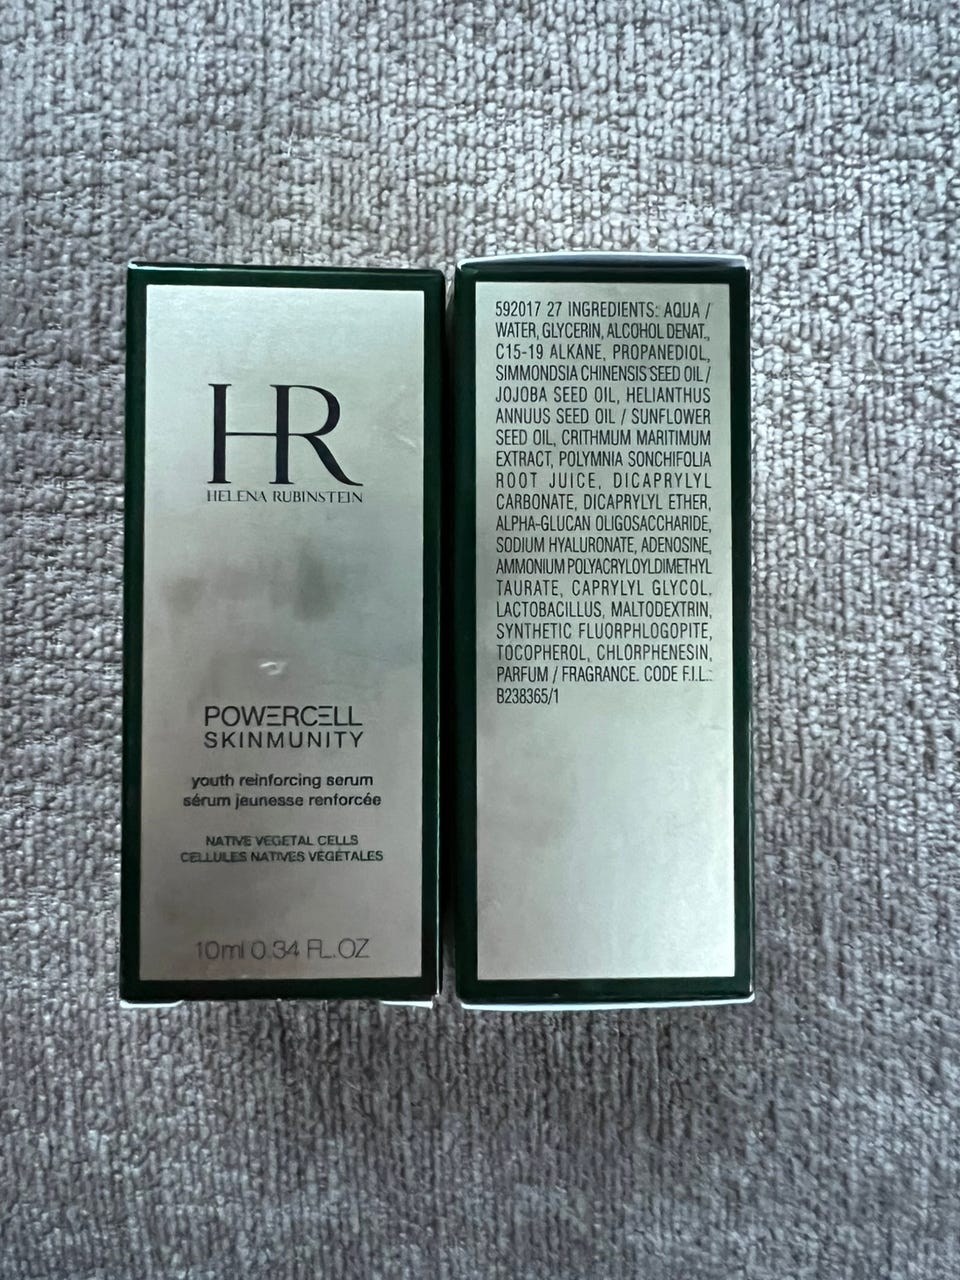 HR
HELENA RUBINSTEIN
POWERCELL
SKINMUNITY
youth reinforcing serum
sérum jeunesse renforcée
NATIVE VEGETAL CELLS
CELLULES NATIVES VÉGÉTALES
10ml 0.34 FL.OZ
592017 27 INGREDIENTS: AQUA /
WATER, GLYCERIN, ALCOHOL DENAT.,
C15-19 ALKANE, PROPANEDIOL,
SIMMONDSIA CHINENSIS SEED OIL /
JOJOBA SEED OIL, HELIANTHUS
ANNUUS SEED OIL / SUNFLOWER
SEED OIL, CRITHMUM MARITIMUM
EXTRACT, POLYMNIA SONCHIFOLIA
ROOT JUICE, DICAPRYLYL
CARBONATE, DICAPRYLYL ETHER,
ALPHA-GLUCAN OLIGOSACCHARIDE,
SODIUM HYALURONATE, ADENOSINE,
AMMONIUM POLYACRYLOYLDIMETHYL
TAURATE, CAPRYLYL GLYCOL,
LACTOBACILLUS, MALTODEXTRIN,
SYNTHETIC FLUORPHLOGOPITE,
TOCOPHEROL, CHLORPHENESIN,
PARFUM / FRAGRANCE. CODE F.I.L.:
B238365/1